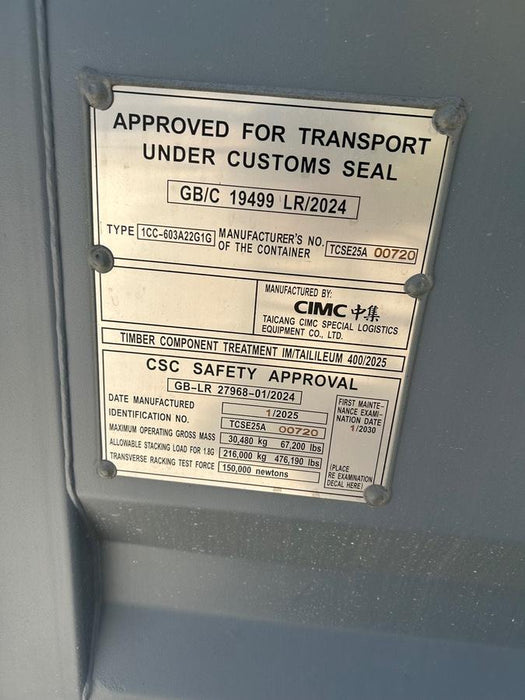 APPROVED FOR TRANSPORT
UNDER CUSTOMS SEAL
GB/C 19499 LR/2024
TYPE 1CC-603A22G1G MANUFACTURER'S NO. OF THE CONTAINER TCSE25A 00720
MANUFACTURED BY:
CIMC 中集
TAICANG CIMC SPECIAL LOGISTICS
EQUIPMENT CO., LTD.
TIMBER COMPONENT TREATMENT IM/TAILILEUM 400/2025
CSC SAFETY APPROVAL
GB-LR 27968-01/2024
DATE MANUFACTURED 1/2025
IDENTIFICATION NO. TCSE25A 00720
MAXIMUM OPERATING GROSS MASS 30,480 kg 67,200 lbs
ALLOWABLE STACKING LOAD FOR 1.8G 216,000 kg 476,190 lbs
TRANSVERSE RACKING TEST FORCE 150,000 newtons
FIRST MAINTE-
NANCE EXAMI-
NATION DATE
1/2030
(PLACE
RE EXAMINATION
DECAL HERE)